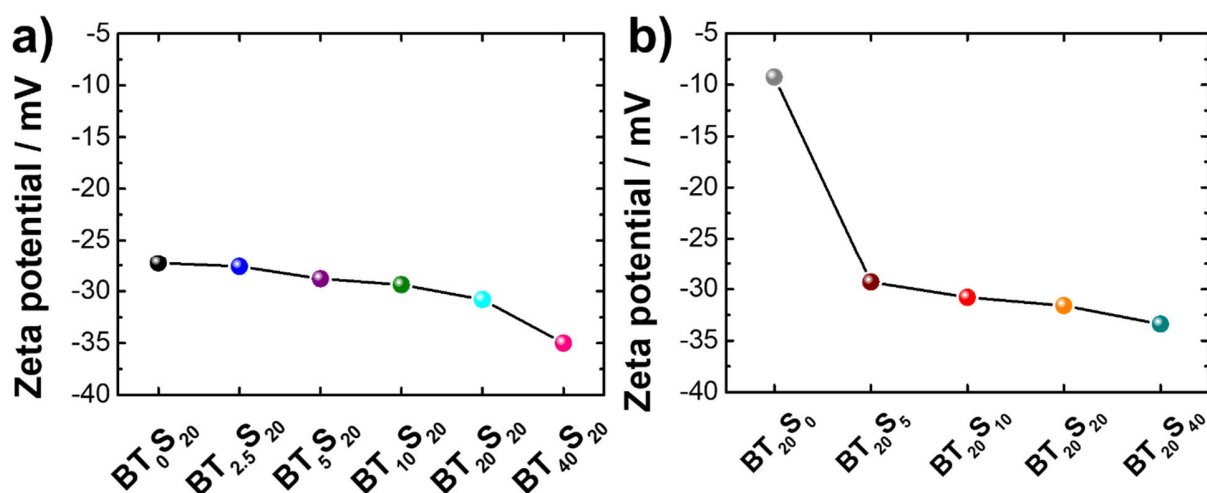 a)
Zeta potential / mV
-5
-10
-15
-20
-25
-30
-35
-40
BT₀S₂₀
BT₂.₅S₂₀
BT₅S₂₀
BT₁₀S₂₀
BT₂₀S₂₀
BT₄₀S₂₀
b)
Zeta potential / mV
-5
-10
-15
-20
-25
-30
-35
-40
BT₂₀S₀
BT₂₀S₅
BT₂₀S₁₀
BT₂₀S₂₀
BT₂₀S₄₀